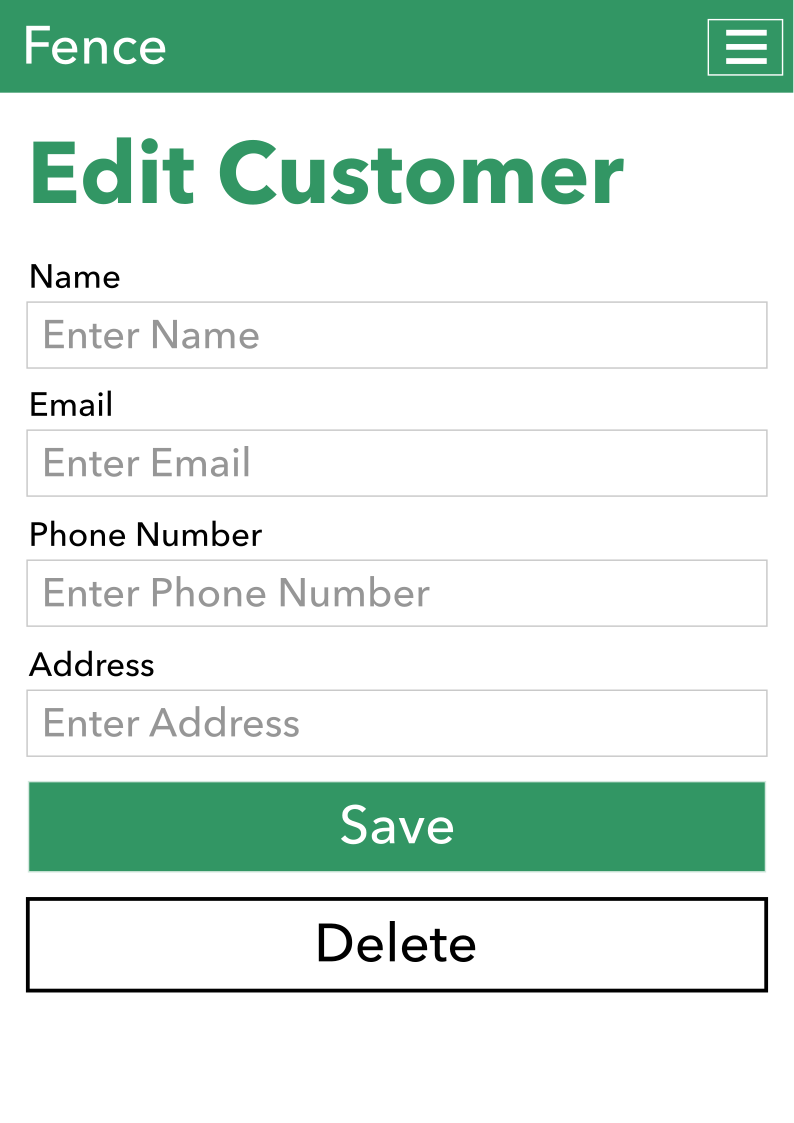 Fence
Edit Customer
Name
Enter Name
Email
Enter Email
Phone Number
Enter Phone Number
Address
Enter Address
Save
Delete